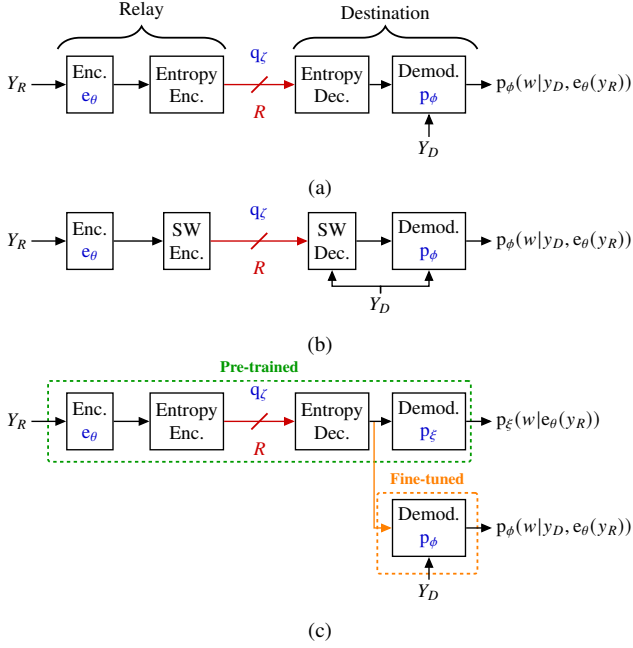 Relay Destination
Y_R Enc. e_θ Entropy Enc. q_ζ R Entropy Dec. Demod. p_ϕ p_ϕ(w|y_D, e_θ(y_R))
Y_D
(a)
Y_R Enc. e_θ SW Enc. q_ζ R SW Dec. Demod. p_ϕ p_ϕ(w|y_D, e_θ(y_R))
Y_D
(b)
Pre-trained
Y_R Enc. e_θ Entropy Enc. q_ζ R Entropy Dec. Demod. p_ξ p_ξ(w|e_θ(y_R))
Fine-tuned
Demod. p_ϕ p_ϕ(w|y_D, e_θ(y_R))
Y_D
(c)